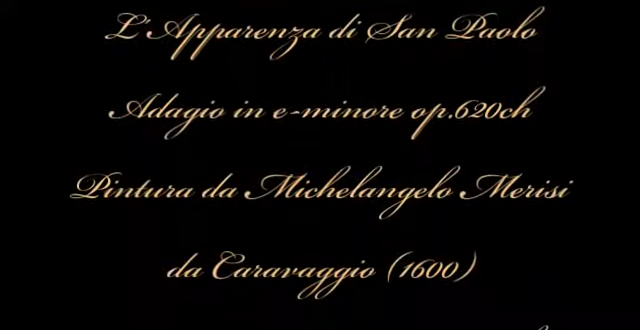 L'Apparenza di San Paolo
Adagio in e-minore op.620ch
Pintura da Michelangelo Merisi
da Caravaggio (1600)